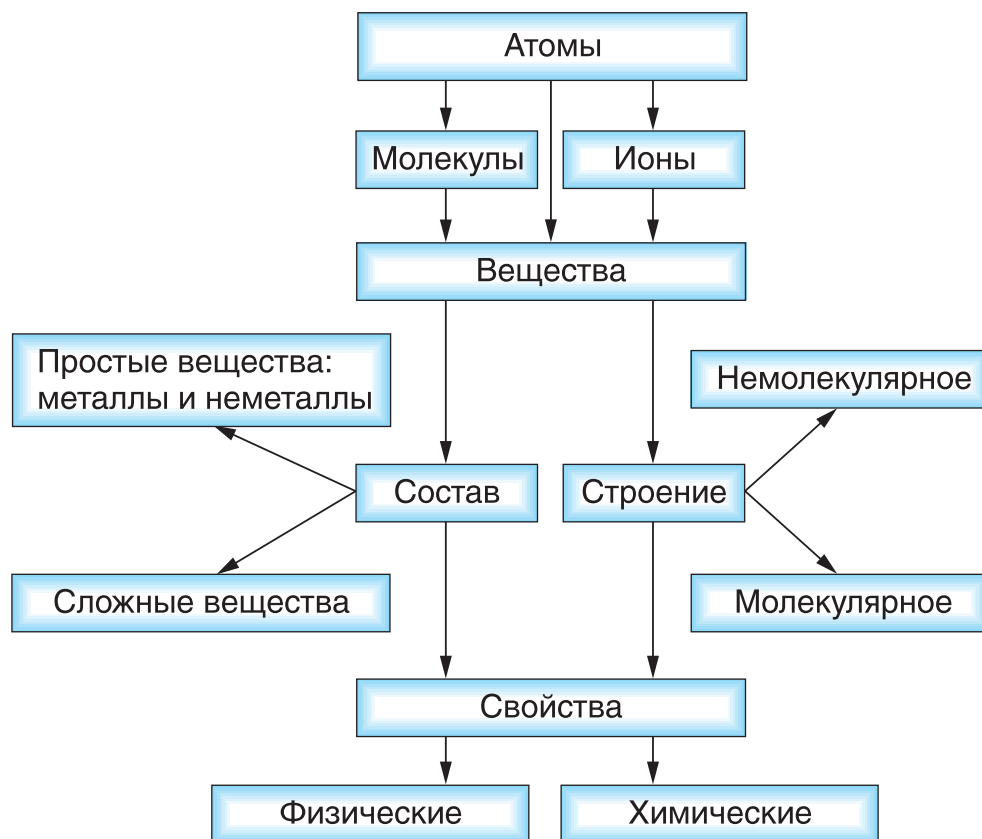 Атомы
Молекулы
Ионы
Вещества
Простые вещества:
металлы и неметаллы
Немолекулярное
Состав
Строение
Сложные вещества
Молекулярное
Свойства
Физические
Химические